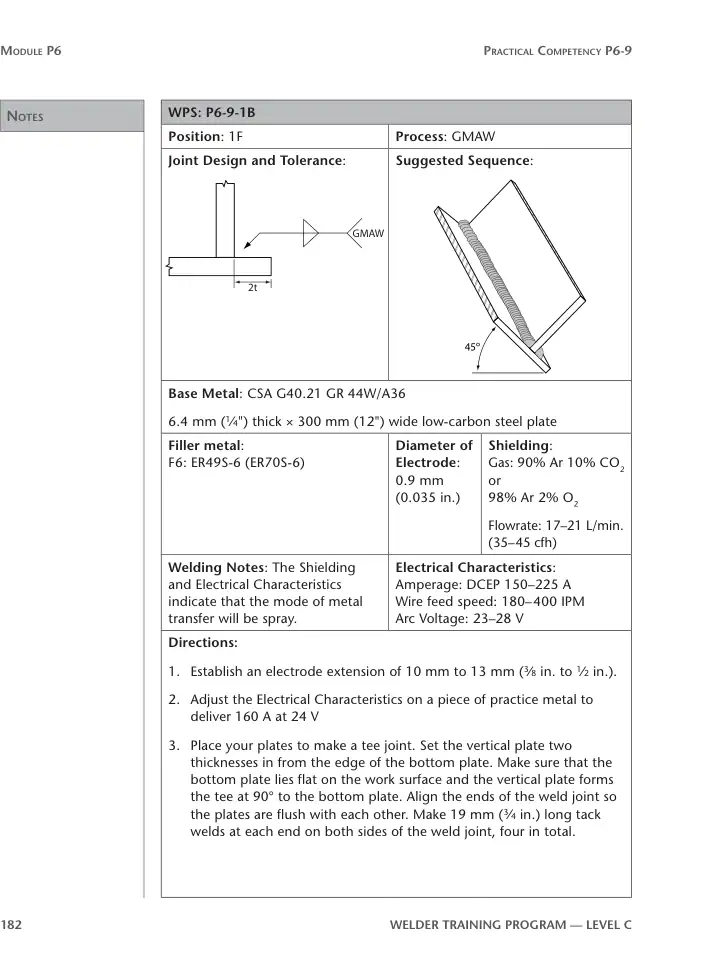 MODULE P6
PRACTICAL COMPETENCY P6-9
NOTES
WPS: P6-9-1B
Position: 1F
Process: GMAW
Joint Design and Tolerance:
Suggested Sequence:
GMAW
2t
45°
Base Metal: CSA G40.21 GR 44W/A36
6.4 mm (¼") thick × 300 mm (12") wide low-carbon steel plate
Filler metal:
F6: ER49S-6 (ER70S-6)
Diameter of
Electrode:
0.9 mm
(0.035 in.)
Shielding:
Gas: 90% Ar 10% CO₂
or
98% Ar 2% O₂
Flowrate: 17–21 L/min.
(35–45 cfh)
Welding Notes: The Shielding
and Electrical Characteristics
indicate that the mode of metal
transfer will be spray.
Electrical Characteristics:
Amperage: DCEP 150–225 A
Wire feed speed: 180–400 IPM
Arc Voltage: 23–28 V
Directions:
1. Establish an electrode extension of 10 mm to 13 mm (⅜ in. to ½ in.).
2. Adjust the Electrical Characteristics on a piece of practice metal to
deliver 160 A at 24 V
3. Place your plates to make a tee joint. Set the vertical plate two
thicknesses in from the edge of the bottom plate. Make sure that the
bottom plate lies flat on the work surface and the vertical plate forms
the tee at 90° to the bottom plate. Align the ends of the weld joint so
the plates are flush with each other. Make 19 mm (¾ in.) long tack
welds at each end on both sides of the weld joint, four in total.
182
WELDER TRAINING PROGRAM — LEVEL C